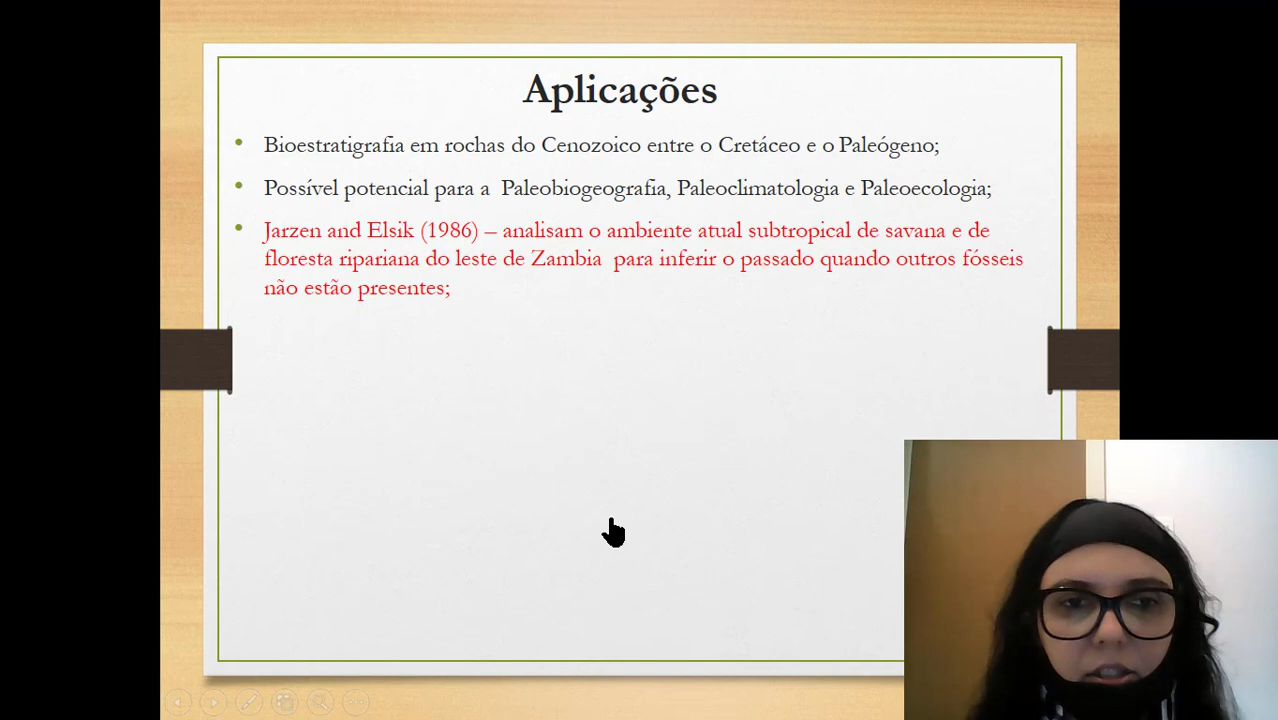 Aplicações
• Bioestratigrafia em rochas do Cenozoico entre o Cretáceo e o Paleógeno;
• Possível potencial para a Paleobiogeografia, Paleoclimatologia e Paleoecologia;
• Jarzen and Elsik (1986) – analisam o ambiente atual subtropical de savana e de
floresta ripariana do leste de Zambia para inferir o passado quando outros fósseis
não estão presentes;